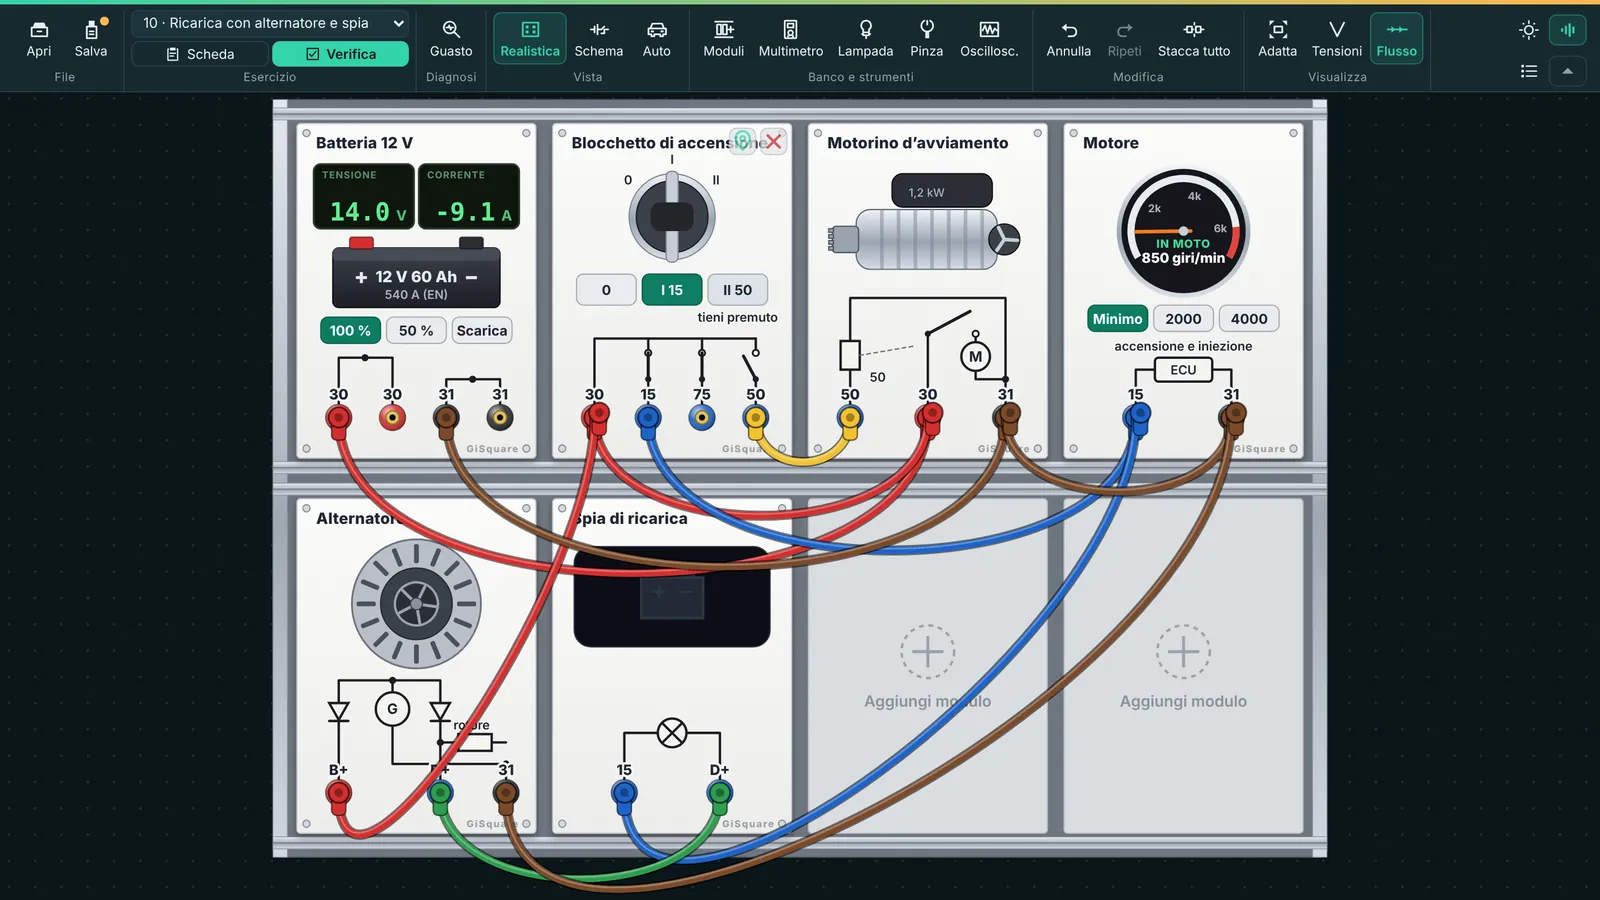 Apri
Salva
File
10 · Ricarica con alternatore e spia
Scheda
Verifica
Esercizio
Guasto
Diagnosi
Realistica
Schema
Auto
Vista
Moduli
Multimetro
Lampada
Pinza
Oscillosc.
Banco e strumenti
Annulla
Ripeti
Stacca tutto
Modifica
Adatta
Tensioni
Flusso
Visualizza
Batteria 12 V
TENSIONE
14.0 V
CORRENTE
-9.1 A
+ 12 V 60 Ah −
540 A (EN)
100 %
50 %
Scarica
30
30
31
31
GiSquare
Blocchetto di accens
0
I
II
0
I 15
II 50
tieni premuto
30
15
75
50
Motorino d’avviamento
1,2 kW
50
M
50
30
31
Motore
2k
4k
6k
IN MOTO
850 giri/min
Minimo
2000
4000
accensione e iniezione
ECU
15
31
GiSquare
Alternatore
G
rotore
B+
31
Spia di ricarica
+ −
15
D+
GiSquare
Aggiungi modulo
Aggiungi modulo